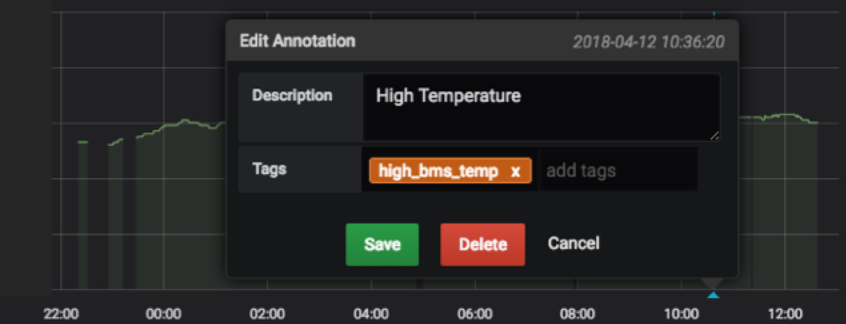 Edit Annotation 2018-04-12 10:36:20
Description High Temperature
Tags high_bms_temp x add tags
Save Delete Cancel
22:00 00:00 02:00 04:00 06:00 08:00 10:00 12:00